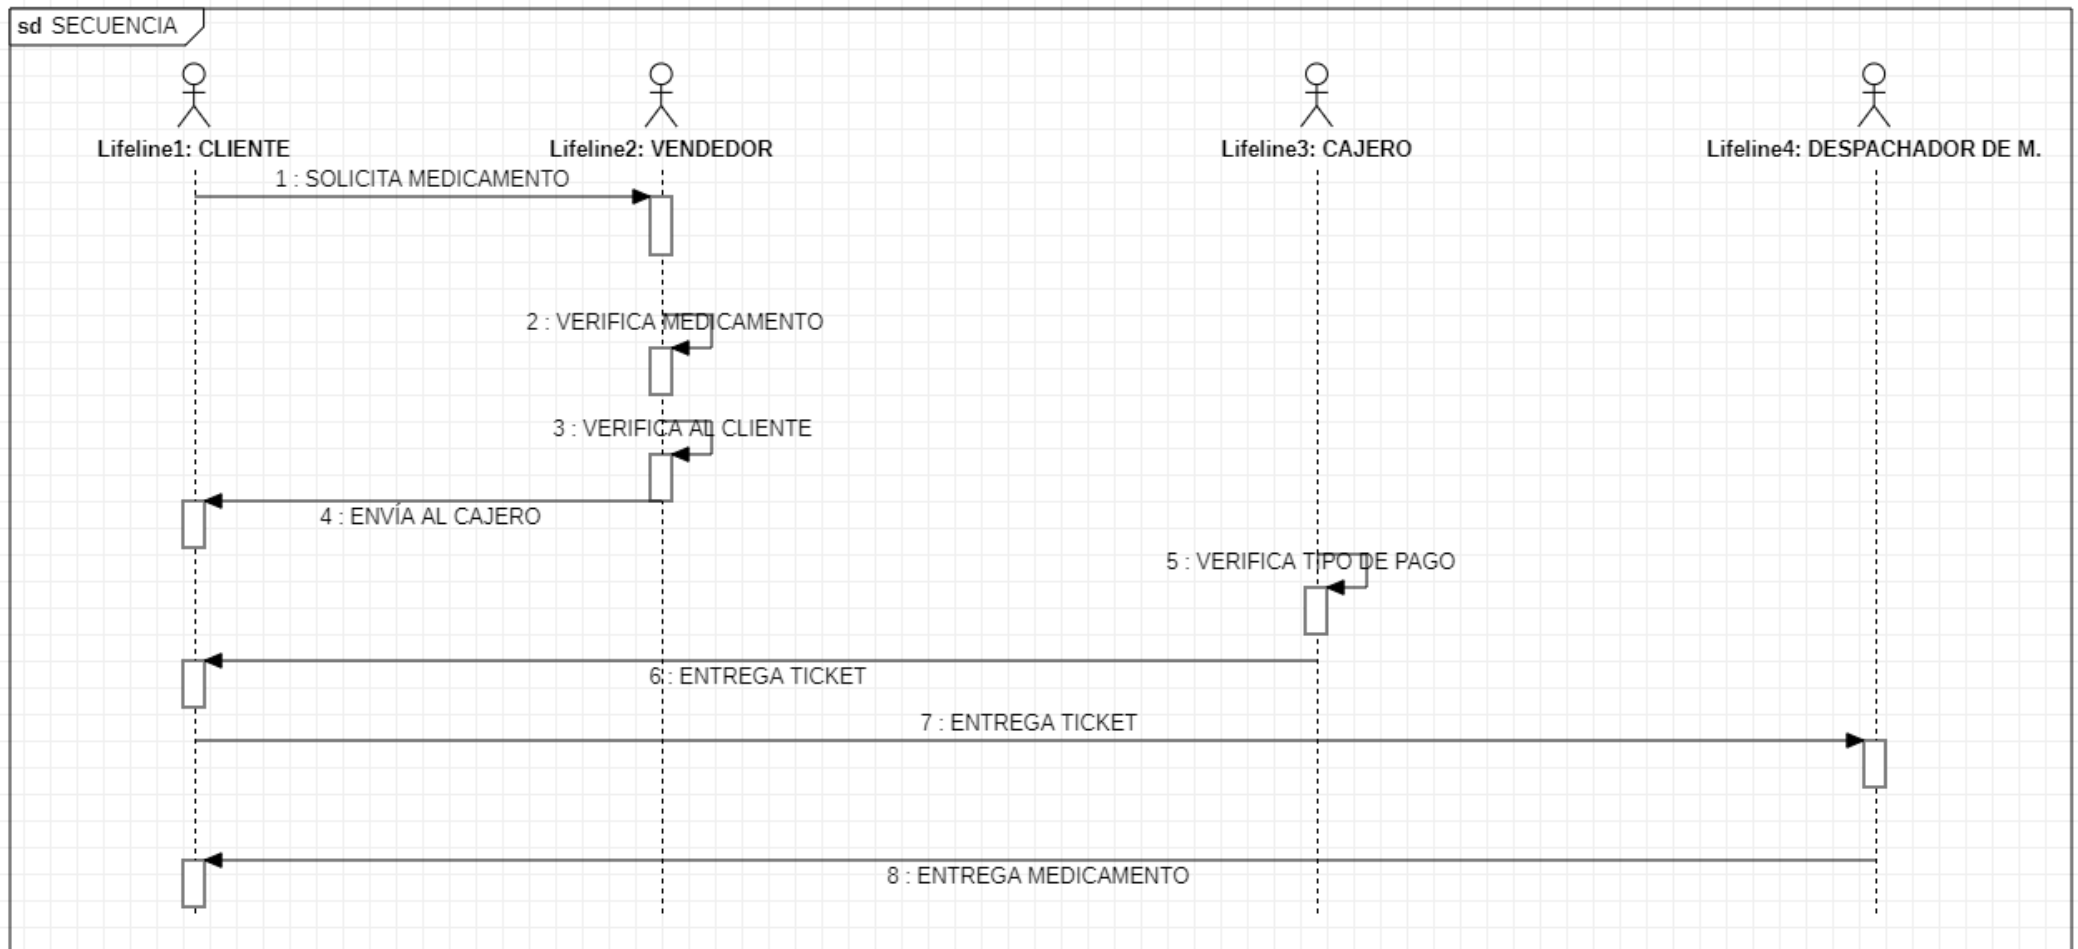 sd SECUENCIA
Lifeline1: CLIENTE
Lifeline2: VENDEDOR
Lifeline3: CAJERO
Lifeline4: DESPACHADOR DE M.
1 : SOLICITA MEDICAMENTO
2 : VERIFICA MEDICAMENTO
3 : VERIFICA AL CLIENTE
4 : ENVÍA AL CAJERO
5 : VERIFICA TIPO DE PAGO
6 : ENTREGA TICKET
7 : ENTREGA TICKET
8 : ENTREGA MEDICAMENTO